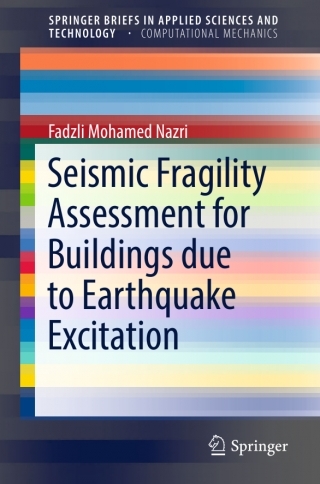 SPRINGER BRIEFS IN APPLIED SCIENCES AND
TECHNOLOGY · COMPUTATIONAL MECHANICS
Fadzli Mohamed Nazri
Seismic Fragility
Assessment for
Buildings due
to Earthquake
Excitation
Springer